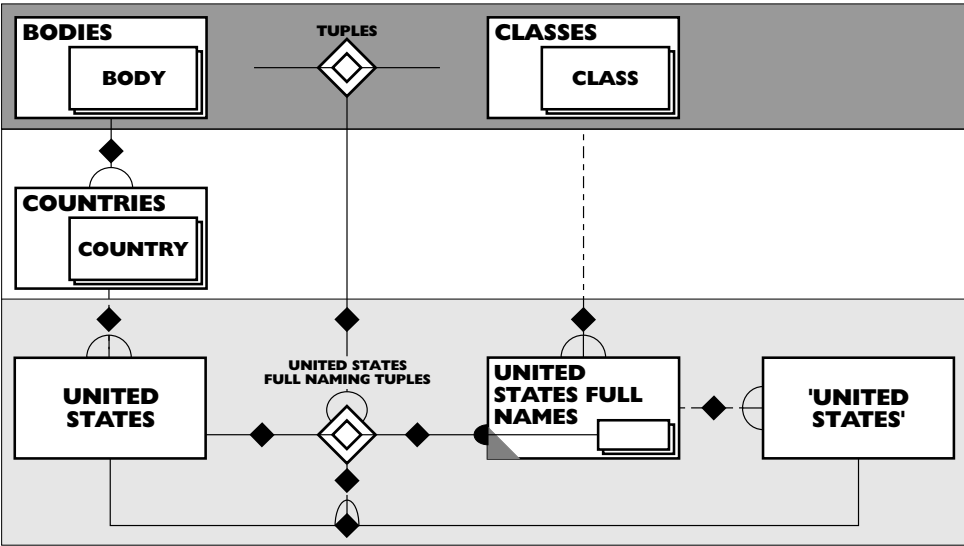 BODIES
BODY
TUPLES
CLASSES
CLASS
COUNTRIES
COUNTRY
UNITED
STATES
UNITED STATES
FULL NAMING TUPLES
UNITED
STATES FULL
NAMES
'UNITED
STATES'